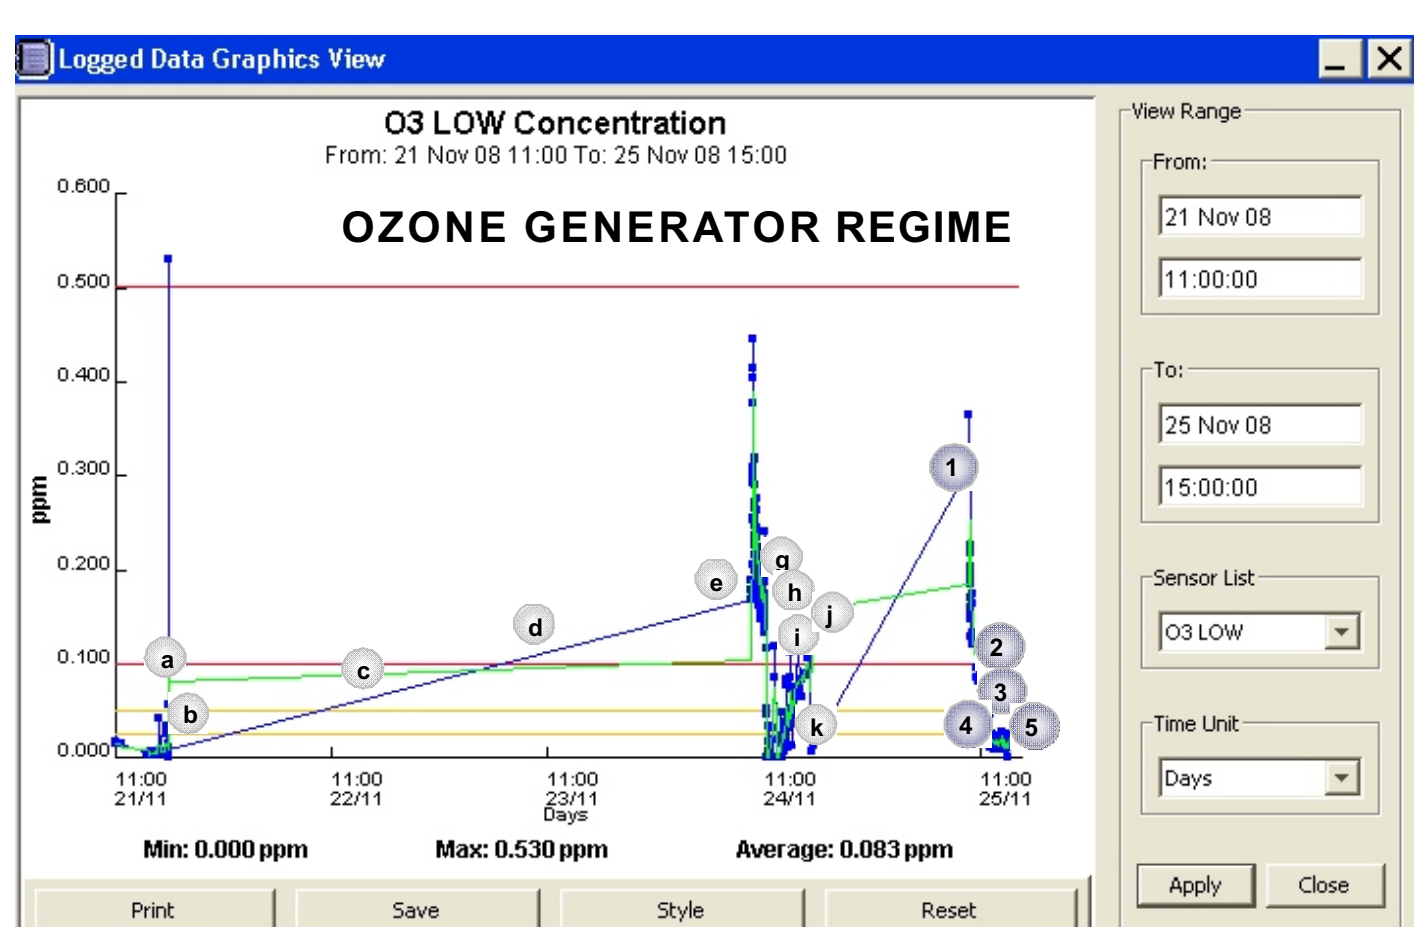 Logged Data Graphics View
O3 LOW Concentration
From: 21 Nov 08 11:00 To: 25 Nov 08 15:00
OZONE GENERATOR REGIME
0.600
0.500
0.400
0.300
0.200
0.100
0.000
ppm
a
b
c
d
e
g
h
i
j
k
1
2
3
4
5
11:00
21/11
11:00
22/11
11:00
23/11
11:00
24/11
11:00
25/11
Days
Min: 0.000 ppm
Max: 0.530 ppm
Average: 0.083 ppm
Print
Save
Style
Reset
View Range
From:
21 Nov 08
11:00:00
To:
25 Nov 08
15:00:00
Sensor List
O3 LOW
Time Unit
Days
Apply
Close